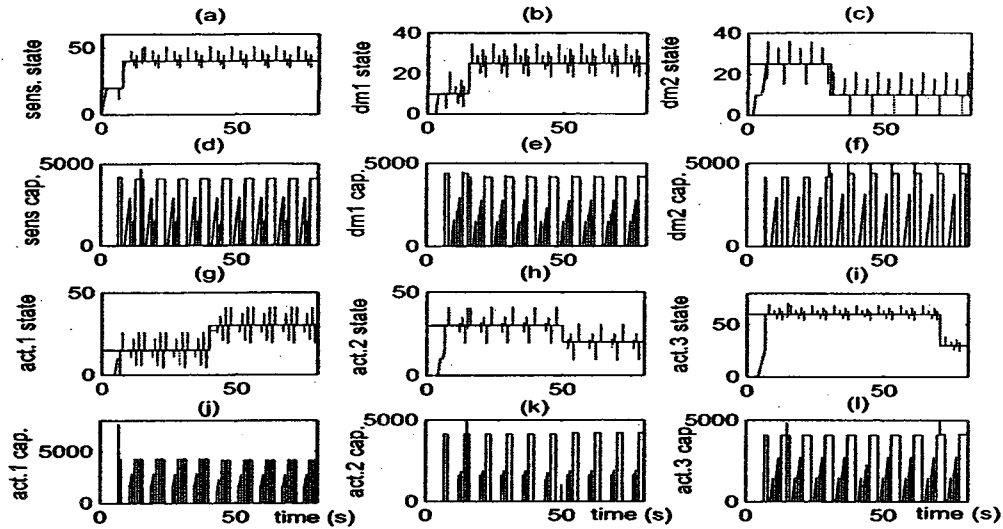 (a) (b) (c)
sens. state 50 0 0 50
dm1 state 40 20 0 0 50
dm2 state 40 20 0 0 50
(d) (e) (f)
sens cap. 5000 0 0 50
dm1 cap. 5000 0 0 50
dm2 cap. 5000 0 0 50
(g) (h) (i)
act.1 state 50 0 0 50
act.2 state 50 0 0 50
act.3 state 50 0 0 50
(j) (k) (l)
act.1 cap. 5000 0 0 50 time (s)
act.2 cap. 5000 0 0 50 time (s)
act.3 cap. 5000 0 0 50 time (s)